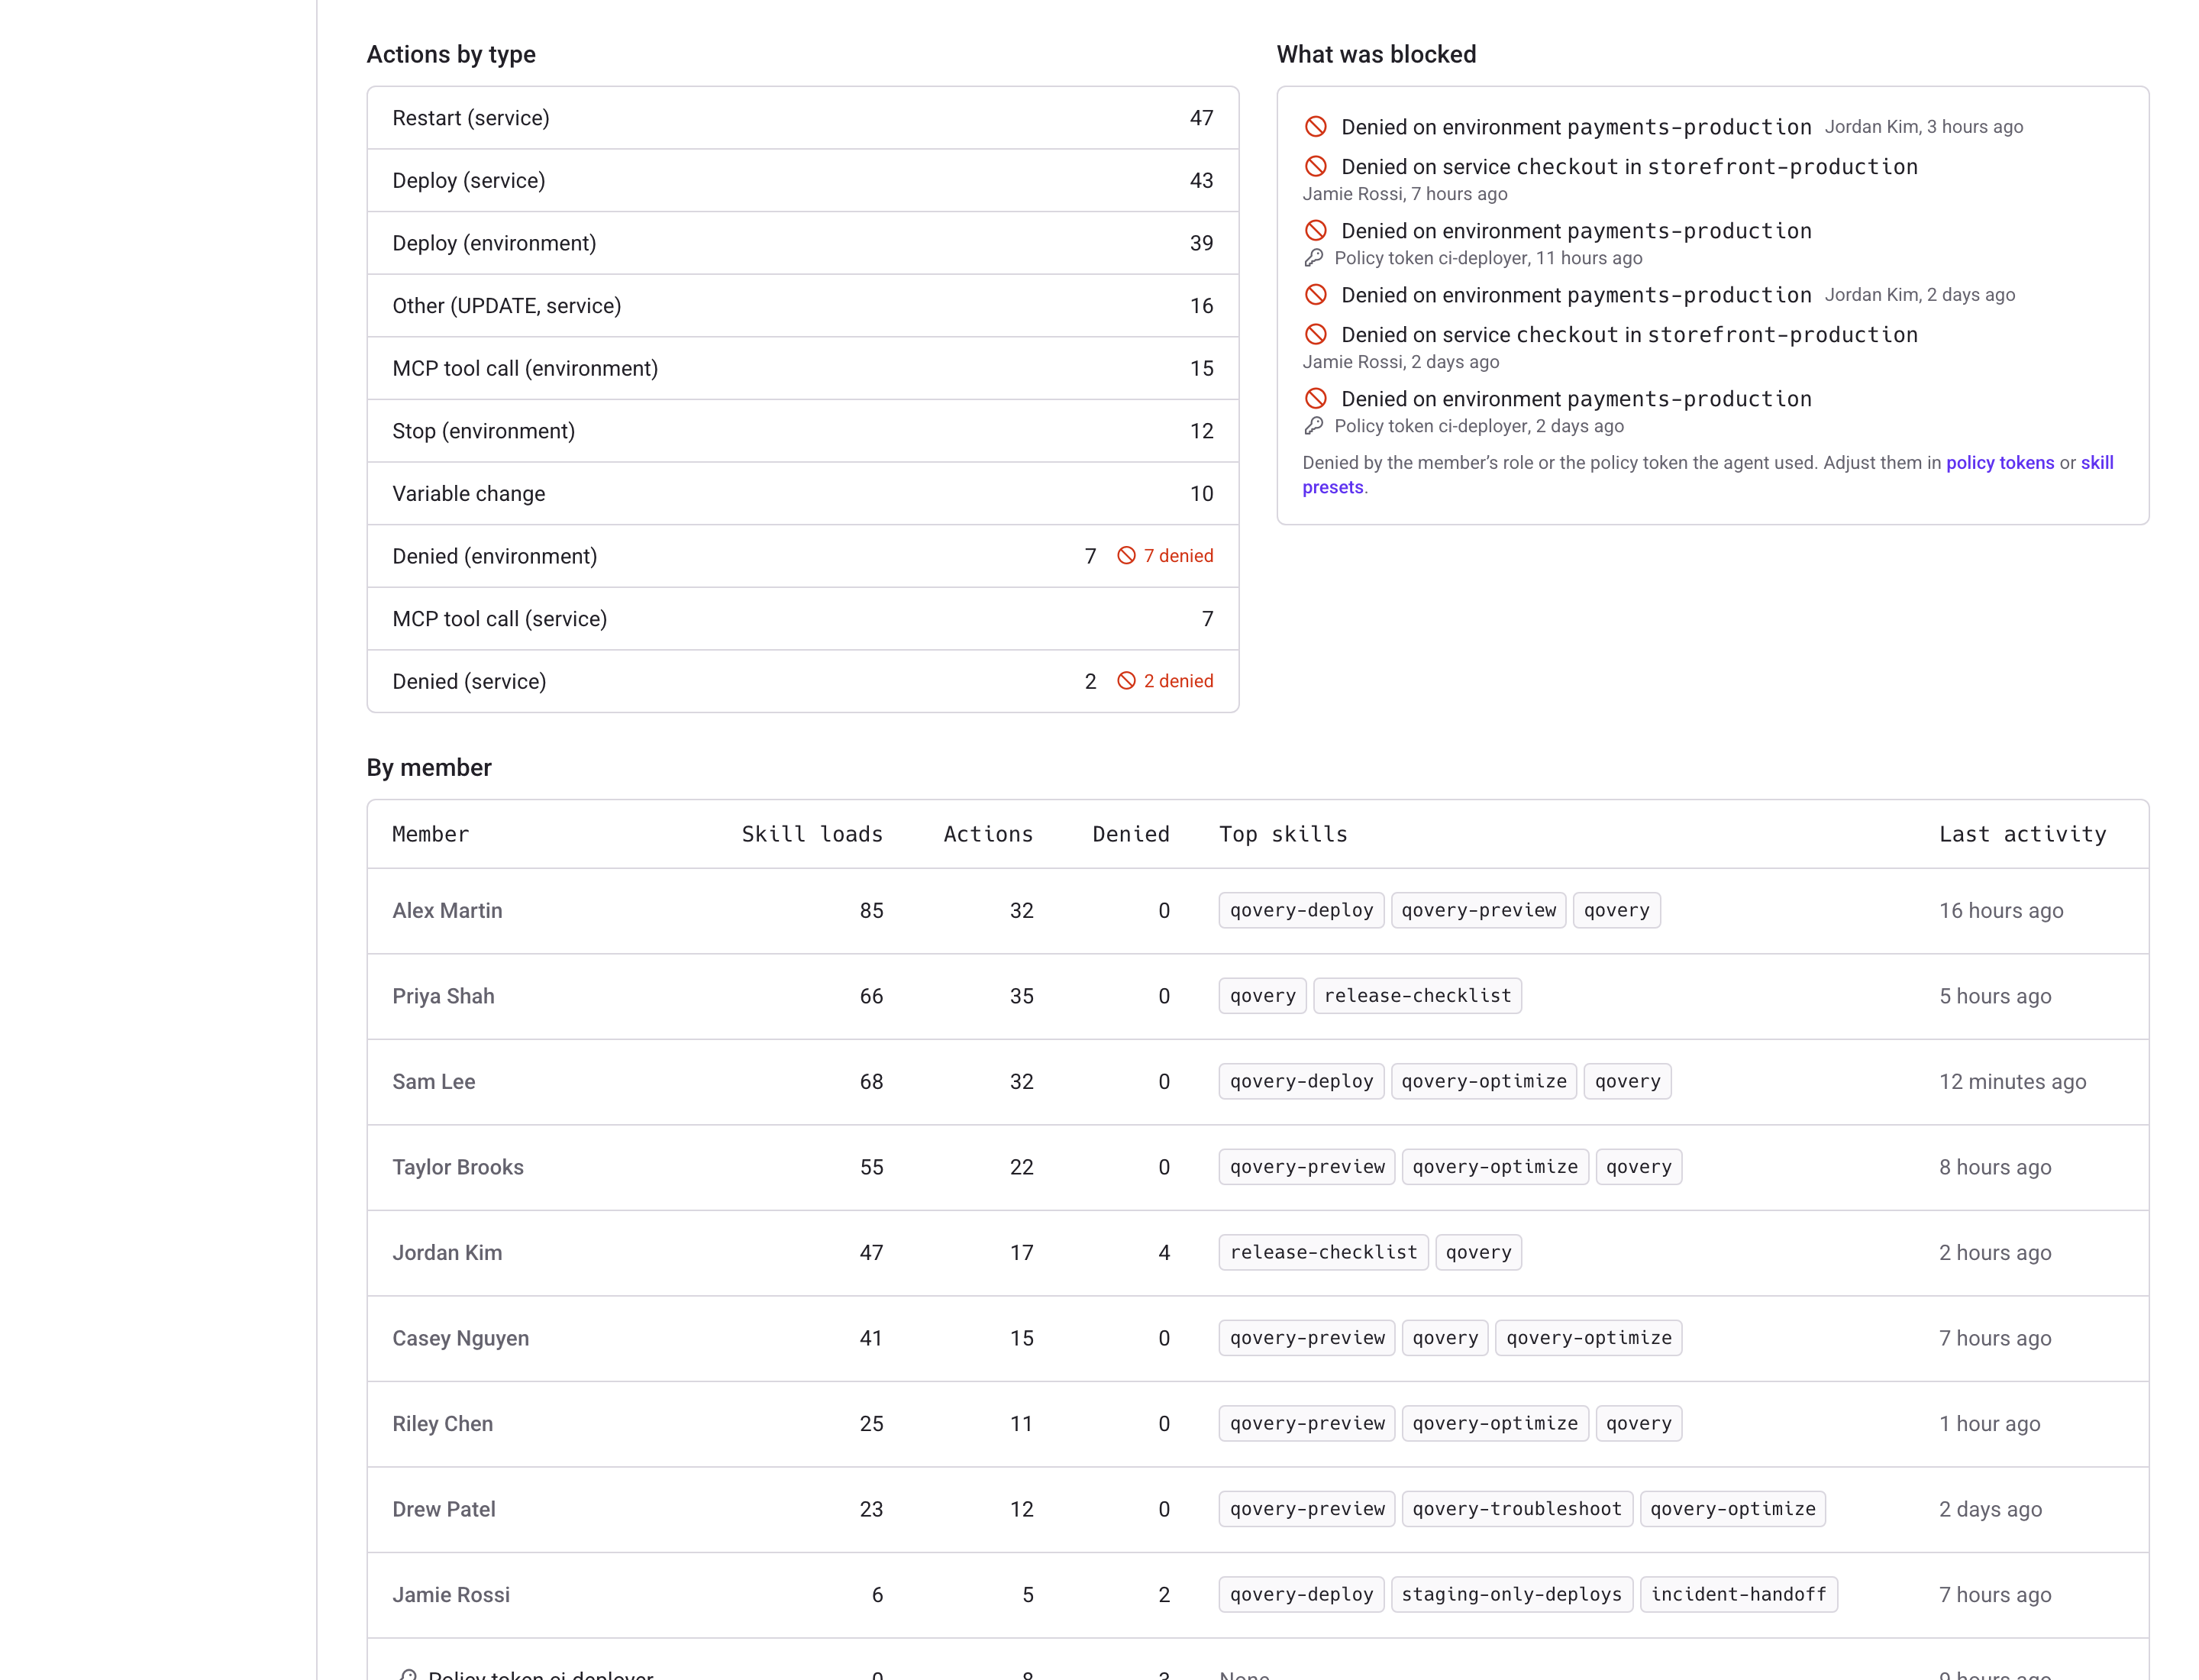 Actions by type
Restart (service) 47
Deploy (service) 43
Deploy (environment) 39
Other (UPDATE, service) 16
MCP tool call (environment) 15
Stop (environment) 12
Variable change 10
Denied (environment) 7 7 denied
MCP tool call (service) 7
Denied (service) 2 2 denied
What was blocked
Denied on environment payments-production Jordan Kim, 3 hours ago
Denied on service checkout in storefront-production
Jamie Rossi, 7 hours ago
Denied on environment payments-production
Policy token ci-deployer, 11 hours ago
Denied on environment payments-production Jordan Kim, 2 days ago
Denied on service checkout in storefront-production
Jamie Rossi, 2 days ago
Denied on environment payments-production
Policy token ci-deployer, 2 days ago
Denied by the member’s role or the policy token the agent used. Adjust them in policy tokens or skill
presets.
By member
Member Skill loads Actions Denied Top skills Last activity
Alex Martin 85 32 0 qovery-deploy qovery-preview qovery 16 hours ago
Priya Shah 66 35 0 qovery release-checklist 5 hours ago
Sam Lee 68 32 0 qovery-deploy qovery-optimize qovery 12 minutes ago
Taylor Brooks 55 22 0 qovery-preview qovery-optimize qovery 8 hours ago
Jordan Kim 47 17 4 release-checklist qovery 2 hours ago
Casey Nguyen 41 15 0 qovery-preview qovery qovery-optimize 7 hours ago
Riley Chen 25 11 0 qovery-preview qovery-optimize qovery 1 hour ago
Drew Patel 23 12 0 qovery-preview qovery-troubleshoot qovery-optimize 2 days ago
Jamie Rossi 6 5 2 qovery-deploy staging-only-deploys incident-handoff 7 hours ago
Policy token ci-deployer 0 8 3 None 9 hours ago